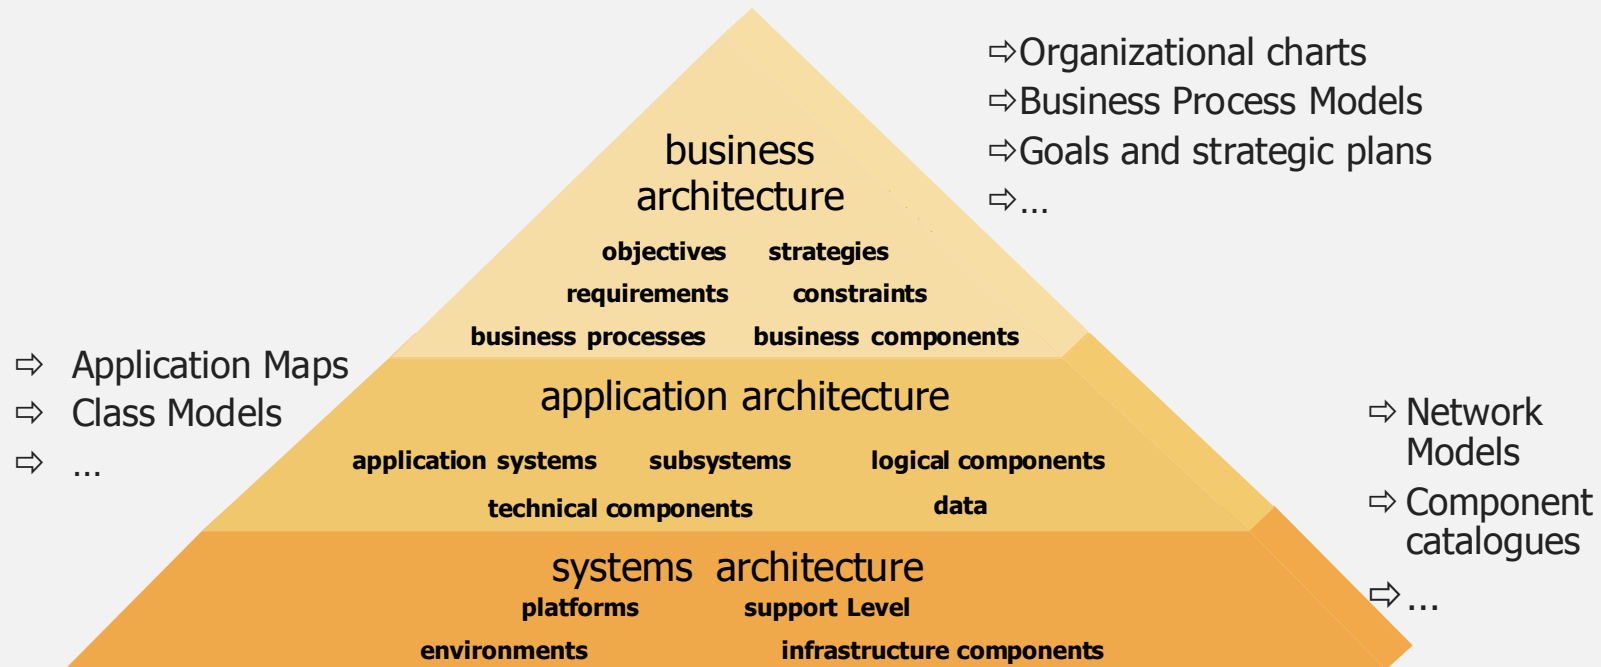 ⇨Organizational charts
⇨Business Process Models
⇨Goals and strategic plans
⇨...
business
architecture
objectives strategies
requirements constraints
business processes business components
⇨ Application Maps
⇨ Class Models
⇨ ...
application architecture
application systems subsystems logical components
technical components data
⇨ Network
Models
⇨ Component
catalogues
⇨...
systems architecture
platforms support Level
environments infrastructure components